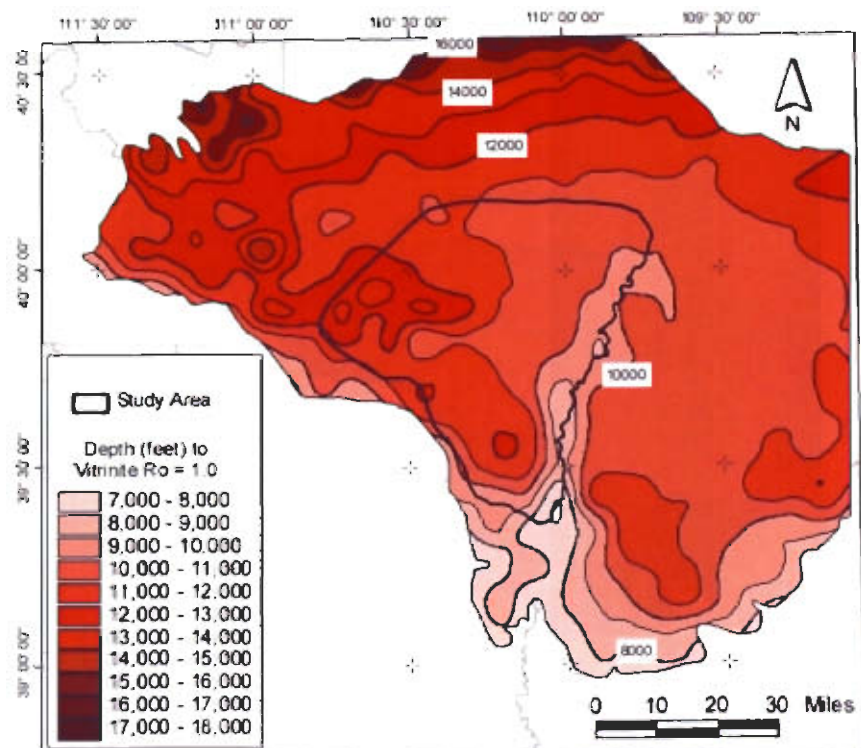 111° 30' 00"
111° 00' 00"
110° 30' 00"
110° 00' 00"
109° 30' 00"
40° 30' 00"
16000
14000
N
12000
40° 00' 00"
10000
Study Area
Depth (feet) to
Vitrinite Ro = 1.0
39° 30' 00"
7,000 - 8,000
8,000 - 9,000
9,000 - 10,000
10,000 - 11,000
11,000 - 12,000
12,000 - 13,000
13,000 - 14,000
14,000 - 15,000
15,000 - 16,000
16,000 - 17,000
17,000 - 18,000
39° 00' 00"
8000
0 10 20 30 Miles